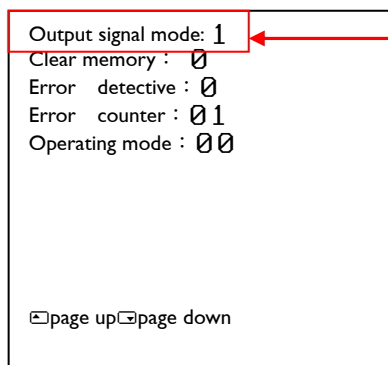 Output signal mode: 1
Clear memory： 0
Error detective：0
Error counter：01
Operating mode：00
page up page down